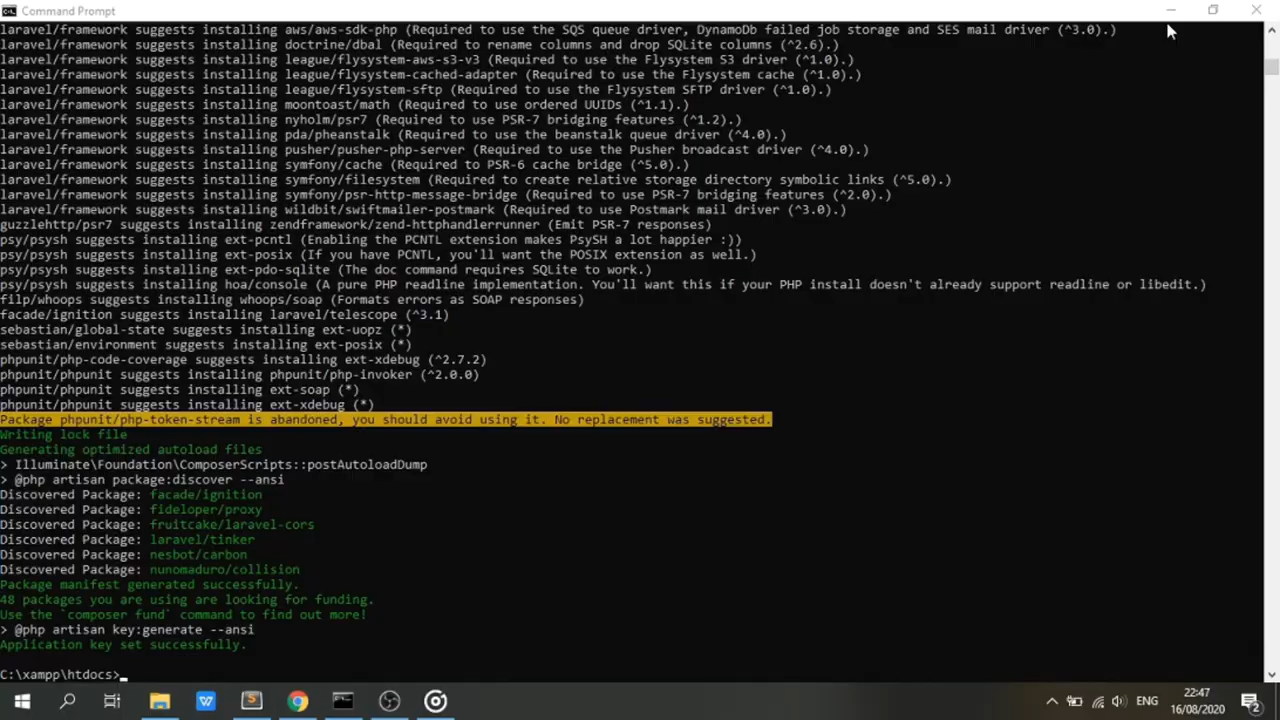 Command Prompt
laravel/framework suggests installing aws/aws-sdk-php (Required to use the SQS queue driver, DynamoDb failed job storage and SES mail driver (^3.0).)
laravel/framework suggests installing doctrine/dbal (Required to rename columns and drop SQLite columns (^2.6).)
laravel/framework suggests installing league/flysystem-aws-s3-v3 (Required to use the Flysystem S3 driver (^1.0).)
laravel/framework suggests installing league/flysystem-cached-adapter (Required to use the Flysystem cache (^1.0).)
laravel/framework suggests installing league/flysystem-sftp (Required to use the Flysystem SFTP driver (^1.0).)
laravel/framework suggests installing moontoast/math (Required to use ordered UUIDs (^1.1).)
laravel/framework suggests installing nyholm/psr7 (Required to use PSR-7 bridging features (^1.2).)
laravel/framework suggests installing pda/pheanstalk (Required to use the beanstalk queue driver (^4.0).)
laravel/framework suggests installing pusher/pusher-php-server (Required to use the Pusher broadcast driver (^4.0).)
laravel/framework suggests installing symfony/cache (Required to PSR-6 cache bridge (^5.0).)
laravel/framework suggests installing symfony/filesystem (Required to create relative storage directory symbolic links (^5.0).)
laravel/framework suggests installing symfony/psr-http-message-bridge (Required to use PSR-7 bridging features (^2.0).)
laravel/framework suggests installing wildbit/swiftmailer-postmark (Required to use Postmark mail driver (^3.0).)
guzzlehttp/psr7 suggests installing zendframework/zend-httphandlerrunner (Emit PSR-7 responses)
psy/psysh suggests installing ext-pcntl (Enabling the PCNTL extension makes PsySH a lot happier :))
psy/psysh suggests installing ext-posix (If you have PCNTL, you'll want the POSIX extension as well.)
psy/psysh suggests installing ext-pdo-sqlite (The doc command requires SQLite to work.)
psy/psysh suggests installing hoa/console (A pure PHP readline implementation. You'll want this if your PHP install doesn't already support readline or libedit.)
filp/whoops suggests installing whoops/soap (Formats errors as SOAP responses)
facade/ignition suggests installing laravel/telescope (^3.1)
sebastian/global-state suggests installing ext-uopz (*)
sebastian/environment suggests installing ext-posix (*)
phpunit/php-code-coverage suggests installing ext-xdebug (^2.7.2)
phpunit/phpunit suggests installing phpunit/php-invoker (^2.0.0)
phpunit/phpunit suggests installing ext-soap (*)
phpunit/phpunit suggests installing ext-xdebug (*)
Package phpunit/php-token-stream is abandoned, you should avoid using it. No replacement was suggested.
Writing lock file
Generating optimized autoload files
> Illuminate\Foundation\ComposerScripts::postAutoloadDump
> @php artisan package:discover --ansi
Discovered Package: facade/ignition
Discovered Package: fideloper/proxy
Discovered Package: fruitcake/laravel-cors
Discovered Package: laravel/tinker
Discovered Package: nesbot/carbon
Discovered Package: nunomaduro/collision
Package manifest generated successfully.
48 packages you are using are looking for funding.
Use the `composer fund` command to find out more!
> @php artisan key:generate --ansi
Application key set successfully.
C:\xampp\htdocs>_
ENG
22:47
16/08/2020
2